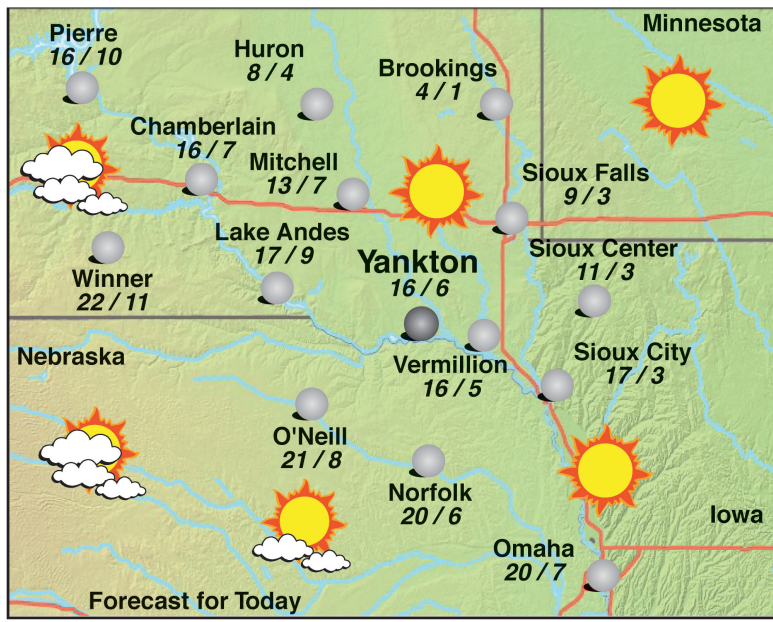 Minnesota
Pierre
16 / 10
Huron
8 / 4
Brookings
4 / 1
Chamberlain
16 / 7
Mitchell
13 / 7
Sioux Falls
9 / 3
Lake Andes
17 / 9
Sioux Center
11 / 3
Yankton
16 / 6
Winner
22 / 11
Nebraska
Vermillion
16 / 5
Sioux City
17 / 3
O'Neill
21 / 8
Norfolk
20 / 6
Iowa
Omaha
20 / 7
Forecast for Today